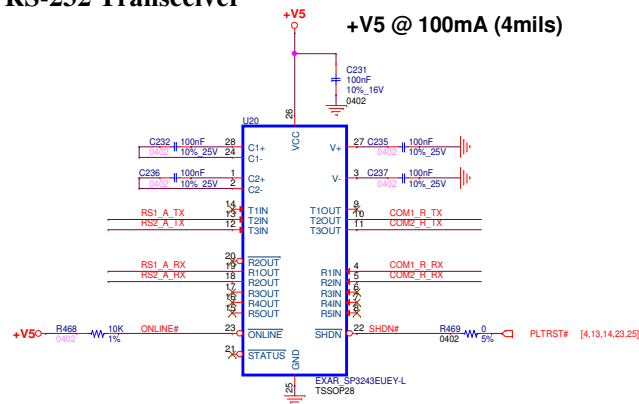 RS-232 Transceiver
+V5
+V5 @ 100mA (4mils)
C231
100nF
10%_16V
0402
U20
26
VCC
C232 100nF 28 C1+ V+ 27 C235 100nF
0402 10%_25V 24 C1- 0402 10%_25V
C236 100nF 1 C2+ V- 3 C237 100nF
0402 10%_25V 2 C2- 0402 10%_25V
14 T1IN T1OUT 9
RS1_A_TX 13 T2IN T2OUT 10 COM1_R_TX
RS2_A_TX 12 T3IN T3OUT 11 COM2_R_TX
20 R2OUT
RS1_A_RX 19 R1OUT R1IN 4 COM1_R_RX
RS2_A_RX 18 R2OUT R2IN 5 COM2_R_RX
17 R3OUT R3IN 6
16 R4OUT R4IN 7
15 R5OUT R5IN 8
+V5 R468 10K ONLINE# 23 ONLINE SHDN 22 SHDN# R469 0 PLTRST# [4,13,14,23,25]
0402 1% 0402 5%
21 STATUS
GND
25
EXAR_SP3243EUEY-L
TSSOP28